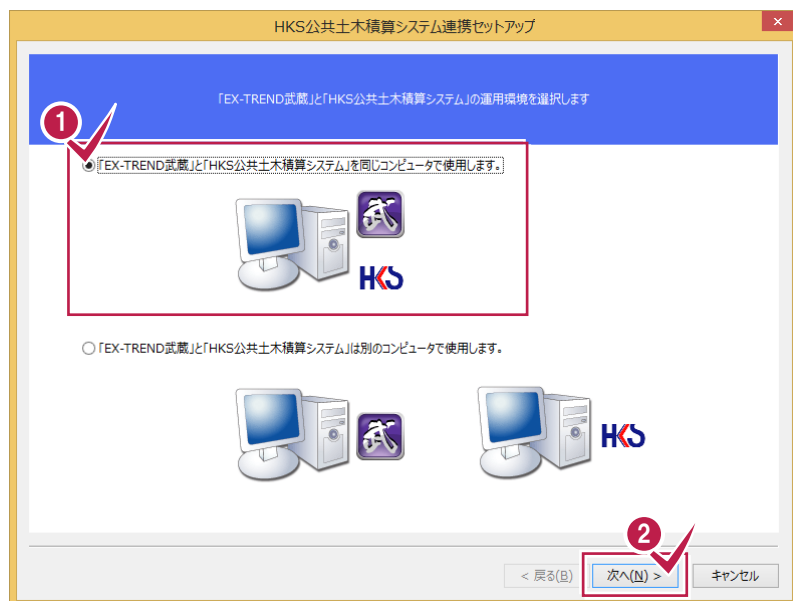 HKS公共土木積算システム連携セットアップ
「EX-TREND武蔵」と「HKS公共土木積算システム」の運用環境を選択します
1
「EX-TREND武蔵」と「HKS公共土木積算システム」を同じコンピュータで使用します。
武
HKS
「EX-TREND武蔵」と「HKS公共土木積算システム」は別のコンピュータで使用します。
武
HKS
2
< 戻る(B) 次へ(N) > キャンセル